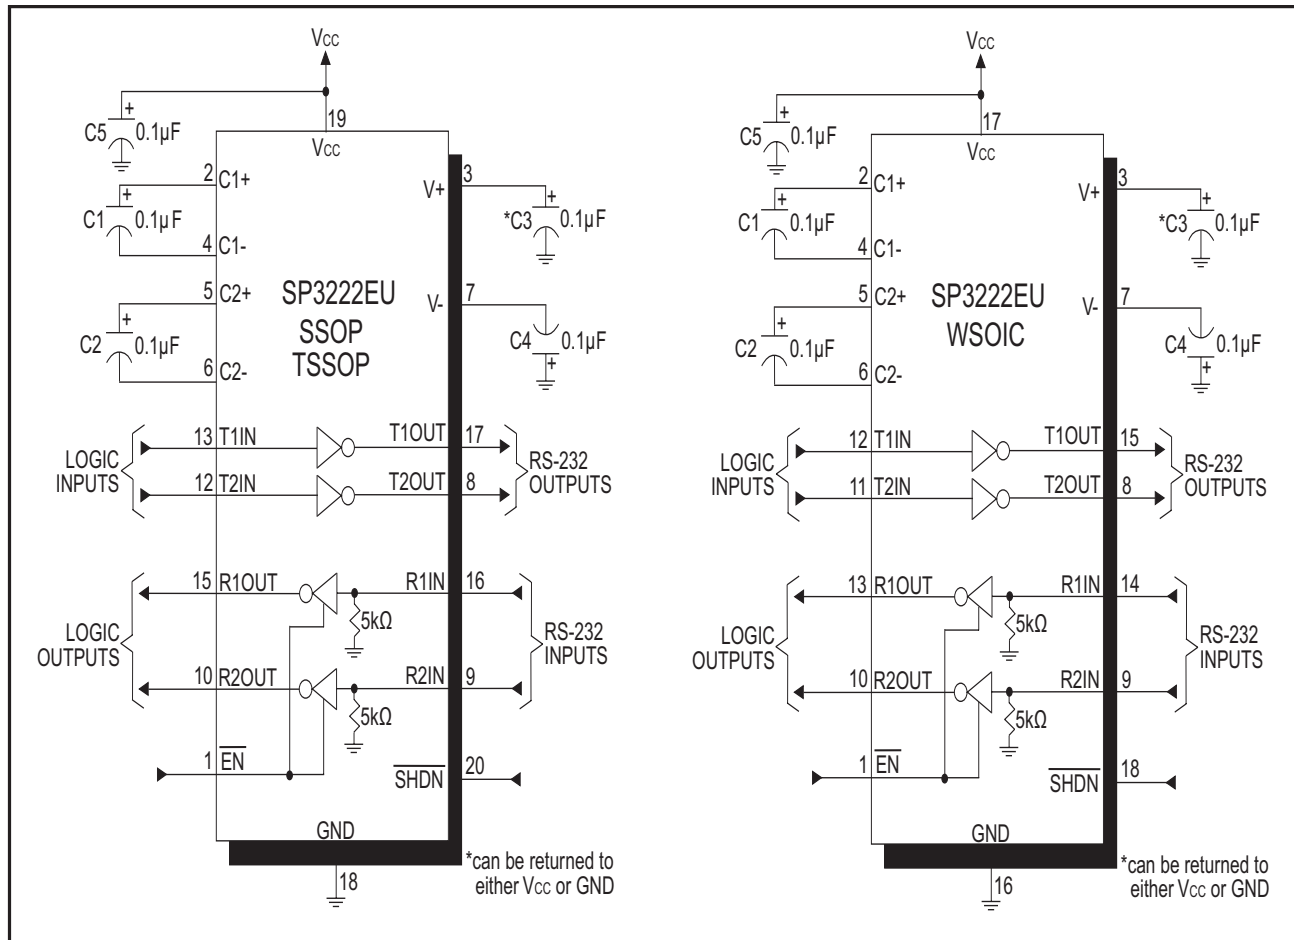 VCC
19
VCC
+
C5 0.1µF
2 C1+
+
C1 0.1µF
4 C1-
5 C2+
+
C2 0.1µF
6 C2-
SP3222EU
SSOP
TSSOP
V+ 3
+
*C3 0.1µF
V- 7
C4 0.1µF
+
LOGIC
INPUTS
13 T1IN
T1OUT 17
12 T2IN
T2OUT 8
RS-232
OUTPUTS
15 R1OUT
R1IN 16
5kΩ
LOGIC
OUTPUTS
10 R2OUT
R2IN 9
5kΩ
RS-232
INPUTS
1 EN
20
SHDN
GND
18
*can be returned to
either VCC or GND
VCC
17
VCC
+
C5 0.1µF
2 C1+
+
C1 0.1µF
4 C1-
5 C2+
+
C2 0.1µF
6 C2-
SP3222EU
WSOIC
V+ 3
+
*C3 0.1µF
V- 7
C4 0.1µF
+
LOGIC
INPUTS
12 T1IN
T1OUT 15
11 T2IN
T2OUT 8
RS-232
OUTPUTS
13 R1OUT
R1IN 14
5kΩ
LOGIC
OUTPUTS
10 R2OUT
R2IN 9
5kΩ
RS-232
INPUTS
1 EN
18
SHDN
GND
16
*can be returned to
either VCC or GND